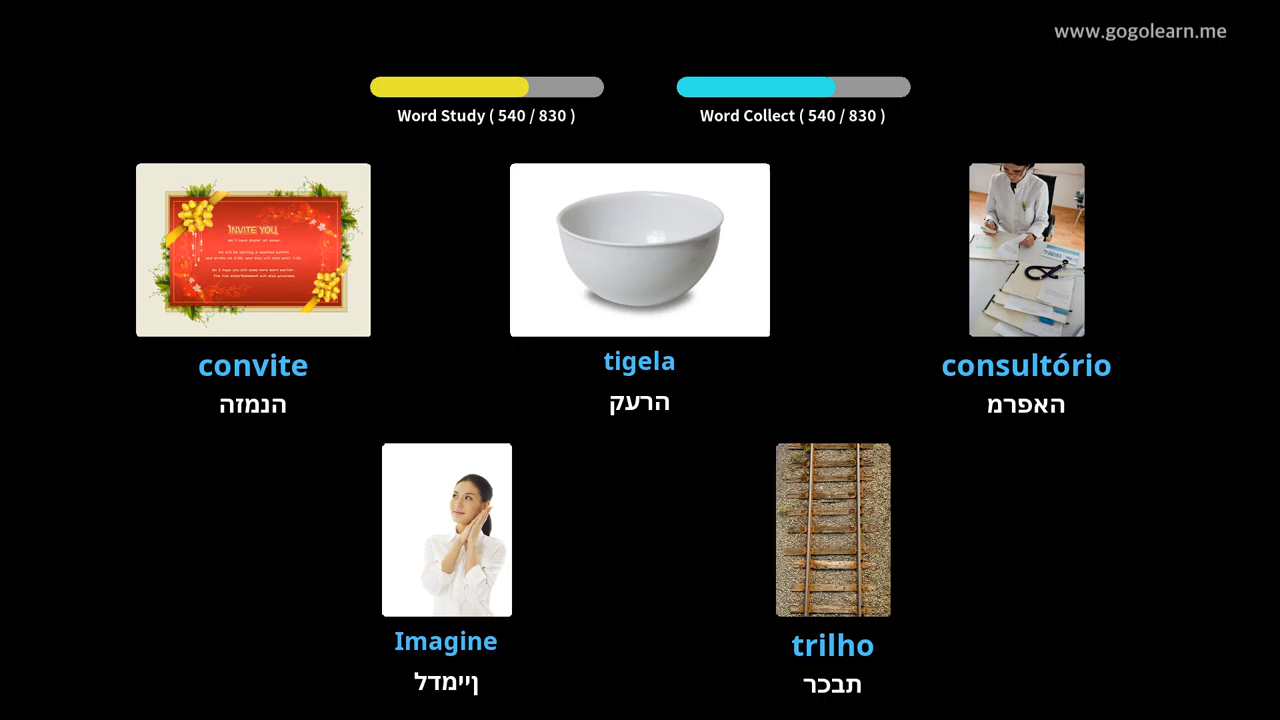 www.gogolearn.me
Word Study ( 540 / 830 )
Word Collect ( 540 / 830 )
convite
הנמזה
tigela
הרעק
consultório
האפרמ
Imagine
ןיימדל
trilho
תבכר